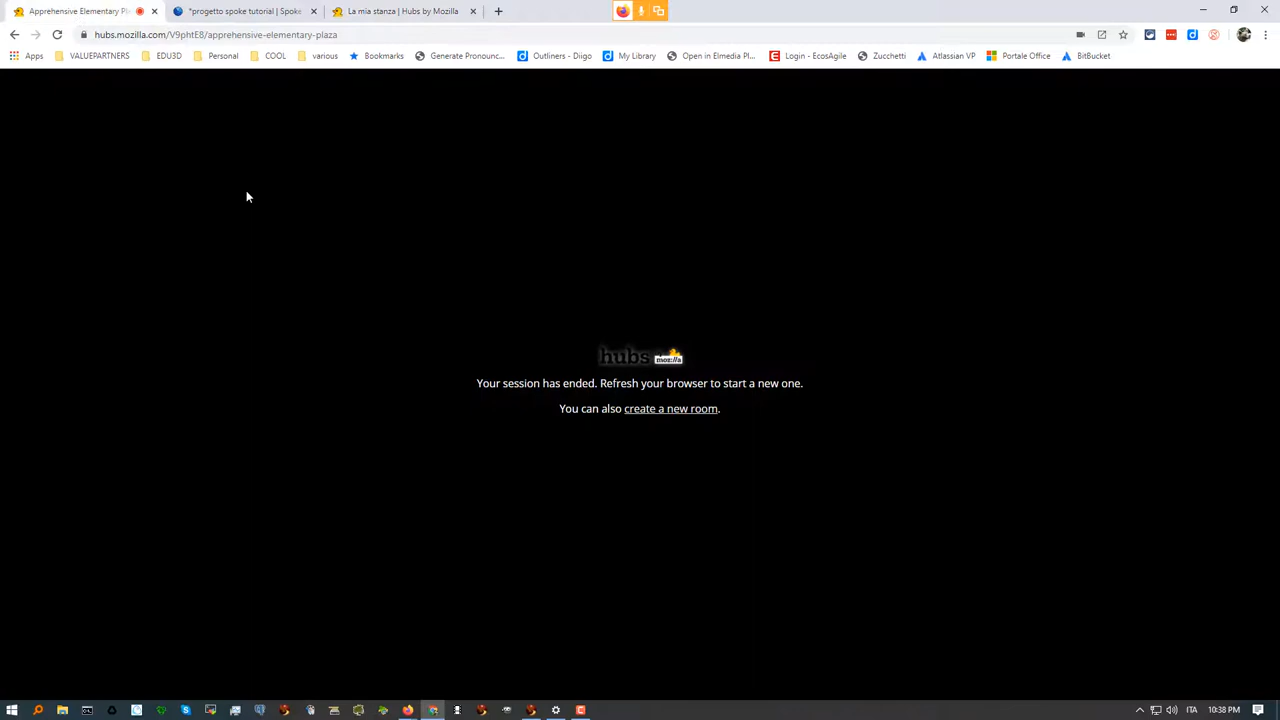 Apprehensive Elementary Pl
*progetto spoke tutorial | Spoke
La mia stanza | Hubs by Mozilla
hubs.mozilla.com/V9phtE8/apprehensive-elementary-plaza
Apps VALUEPARTNERS EDU3D Personal COOL various Bookmarks Generate Pronounc... Outliners - Diigo My Library Open in Elmedia Pl... Login - EcosAgile Zucchetti Atlassian VP Portale Office BitBucket
hubs moz://a
Your session has ended. Refresh your browser to start a new one.
You can also create a new room.
ITA 10:38 PM